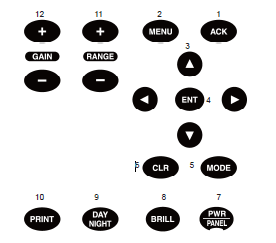 12 11 2 1
+ + MENU ACK
3
GAIN RANGE
− − ENT 4
6 CLR 5 MODE
10 9 8 7
PRINT DAY NIGHT BRILL PWR PANEL